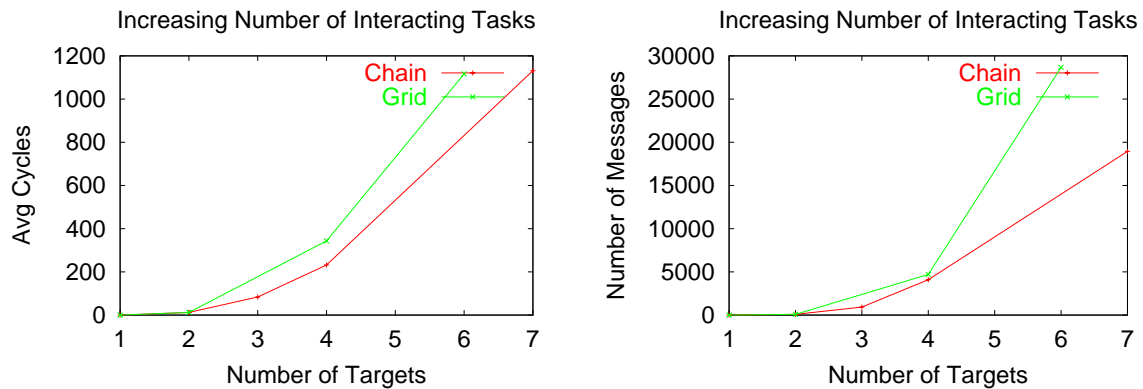 Increasing Number of Interacting Tasks
1200
1000
800
600
400
200
0
Avg Cycles
Chain
Grid
1 2 3 4 5 6 7
Number of Targets
Increasing Number of Interacting Tasks
30000
25000
20000
15000
10000
5000
0
Number of Messages
Chain
Grid
1 2 3 4 5 6 7
Number of Targets